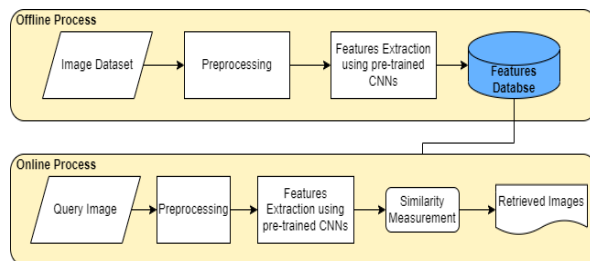 Offline Process
Image Dataset
Preprocessing
Features Extraction
using pre-trained
CNNs
Features
Databse
Online Process
Query Image
Preprocessing
Features
Extraction using
pre-trained CNNs
Similarity
Measurement
Retrieved Images